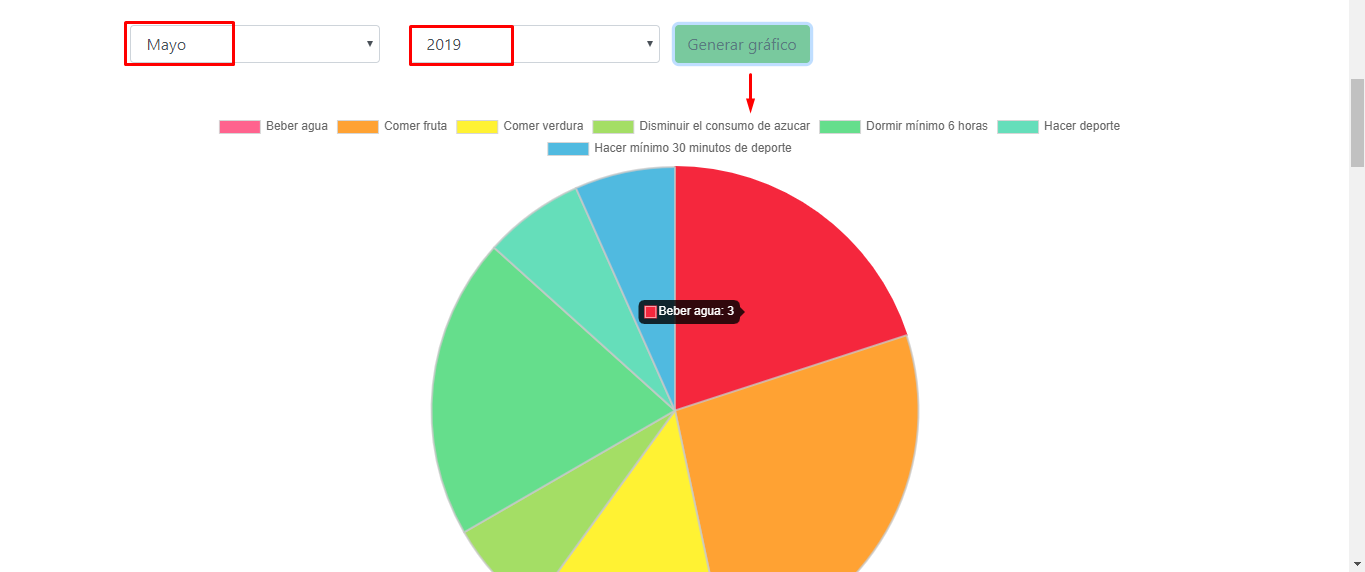 Mayo 2019 Generar gráfico
Beber agua Comer fruta Comer verdura Disminuir el consumo de azucar Dormir mínimo 6 horas Hacer deporte
Hacer mínimo 30 minutos de deporte
Beber agua: 3